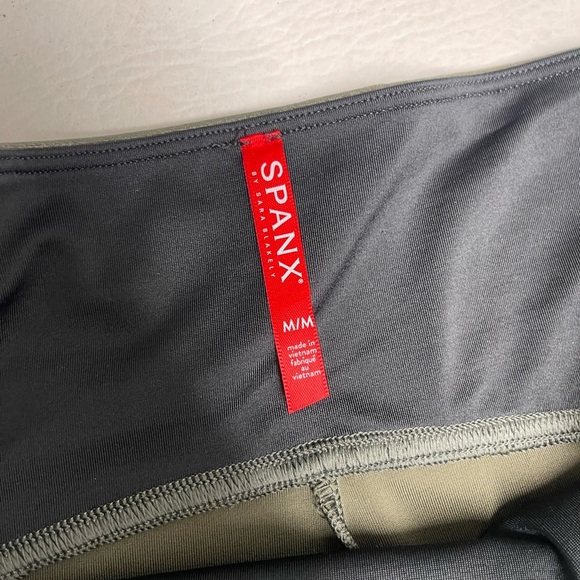 SPANX®
BY SARA BLAKELY
M/M
made in
vietnam
fabriqué
au
vietnam